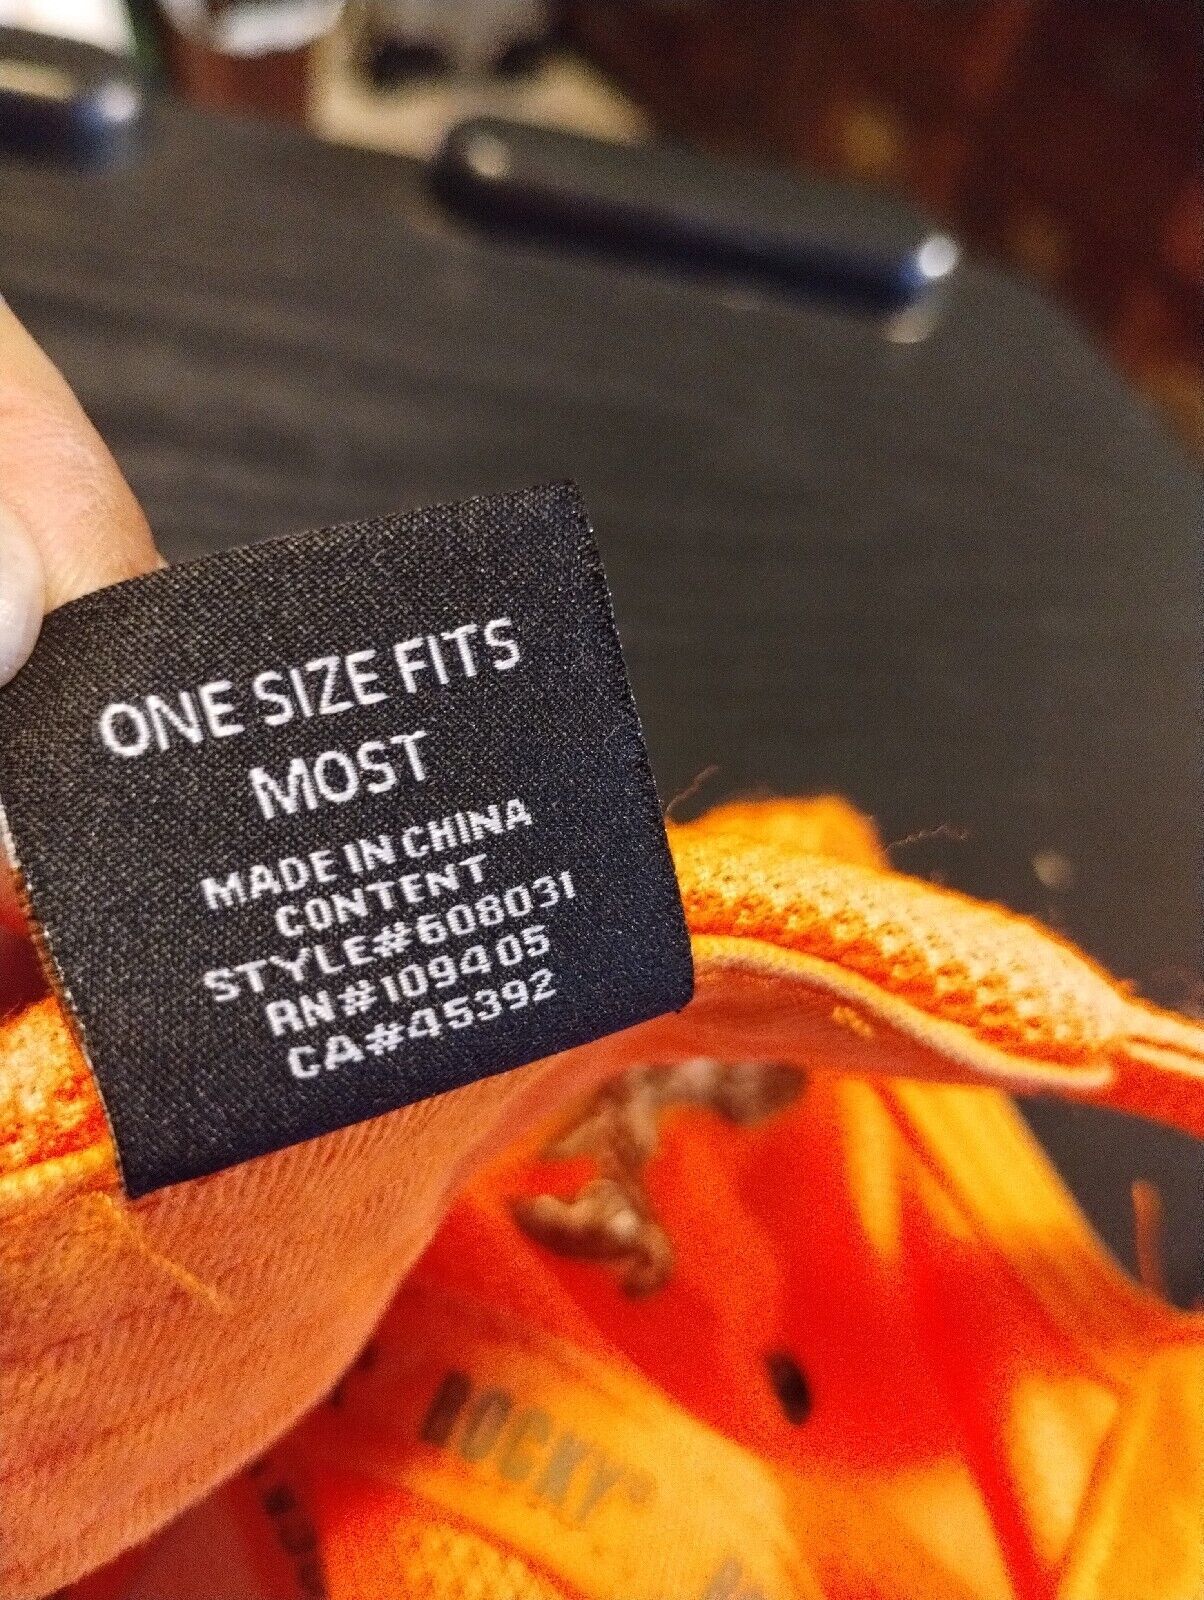 ONE SIZE FITS
MOST
MADE IN CHINA
CONTENT
STYLE#608031
RN#109405
CA#45392
ROCKY®